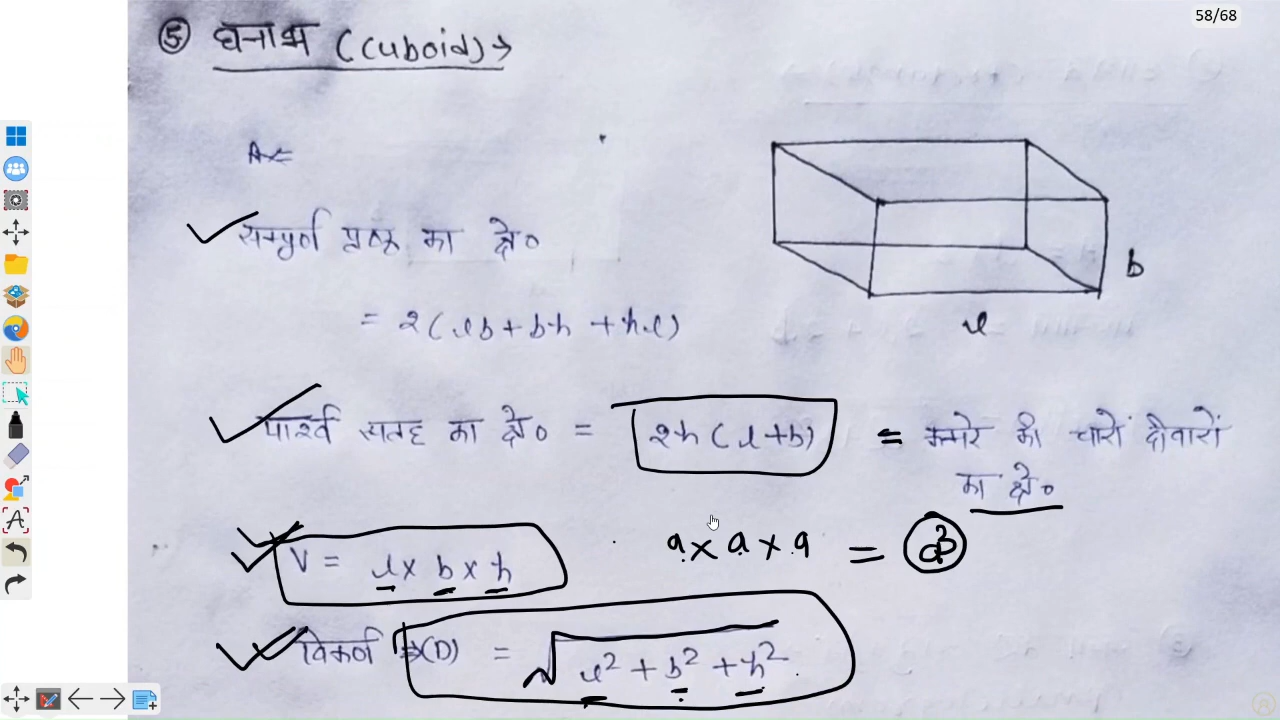 58/68
⑤ घनाभ (Cuboid) →
सम्पुर्ण पृष्ठ का क्षे०
= 2(lb + bh + h.l)
b
l
पार्श्व सतह का क्षे० = 2h(l+b) = कमरे की चारों दीवारों
का क्षे०
V = l × b × h
a × a × a = a³
विकर्ण ⇒ (D) = √l² + b² + h²